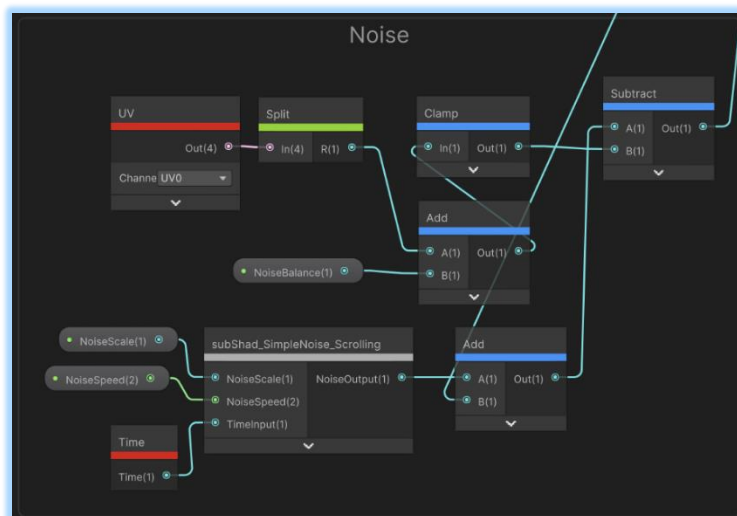 Noise
UV
Out(4)
Channe UV0
Split
In(4) R(1)
Clamp
In(1) Out(1)
Subtract
A(1) Out(1)
B(1)
Add
A(1) Out(1)
B(1)
NoiseBalance(1)
NoiseScale(1)
NoiseSpeed(2)
subShad_SimpleNoise_Scrolling
NoiseScale(1) NoiseOutput(1)
NoiseSpeed(2)
TimeInput(1)
Add
A(1) Out(1)
B(1)
Time
Time(1)